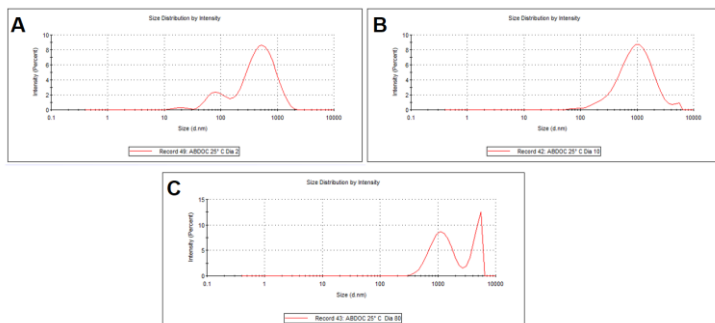 A
Size Distribution by Intensity
Intensity (Percent)
10
8
6
4
2
0
0.1 1 10 100 1000 10000
Size (d.nm)
Record 49: ABDOC 25° C Dia 2
B
Size Distribution by Intensity
Intensity (Percent)
10
8
6
4
2
0
0.1 1 10 100 1000 10000
Size (d.nm)
Record 42: ABDOC 25° C Dia 10
C
Size Distribution by Intensity
Intensity (Percent)
15
10
5
0
0.1 1 10 100 1000 10000
Size (d.nm)
Record 43: ABDOC 25° C Dia 80